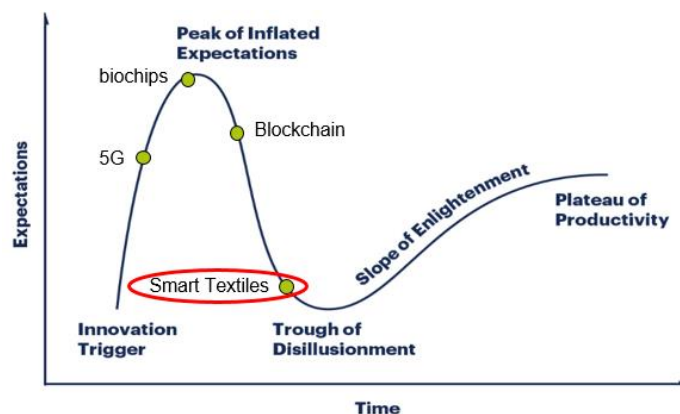 Peak of Inflated
Expectations
biochips
Blockchain
5G
Expectations
Slope of Enlightenment
Plateau of
Productivity
Smart Textiles
Innovation
Trigger
Trough of
Disillusionment
Time